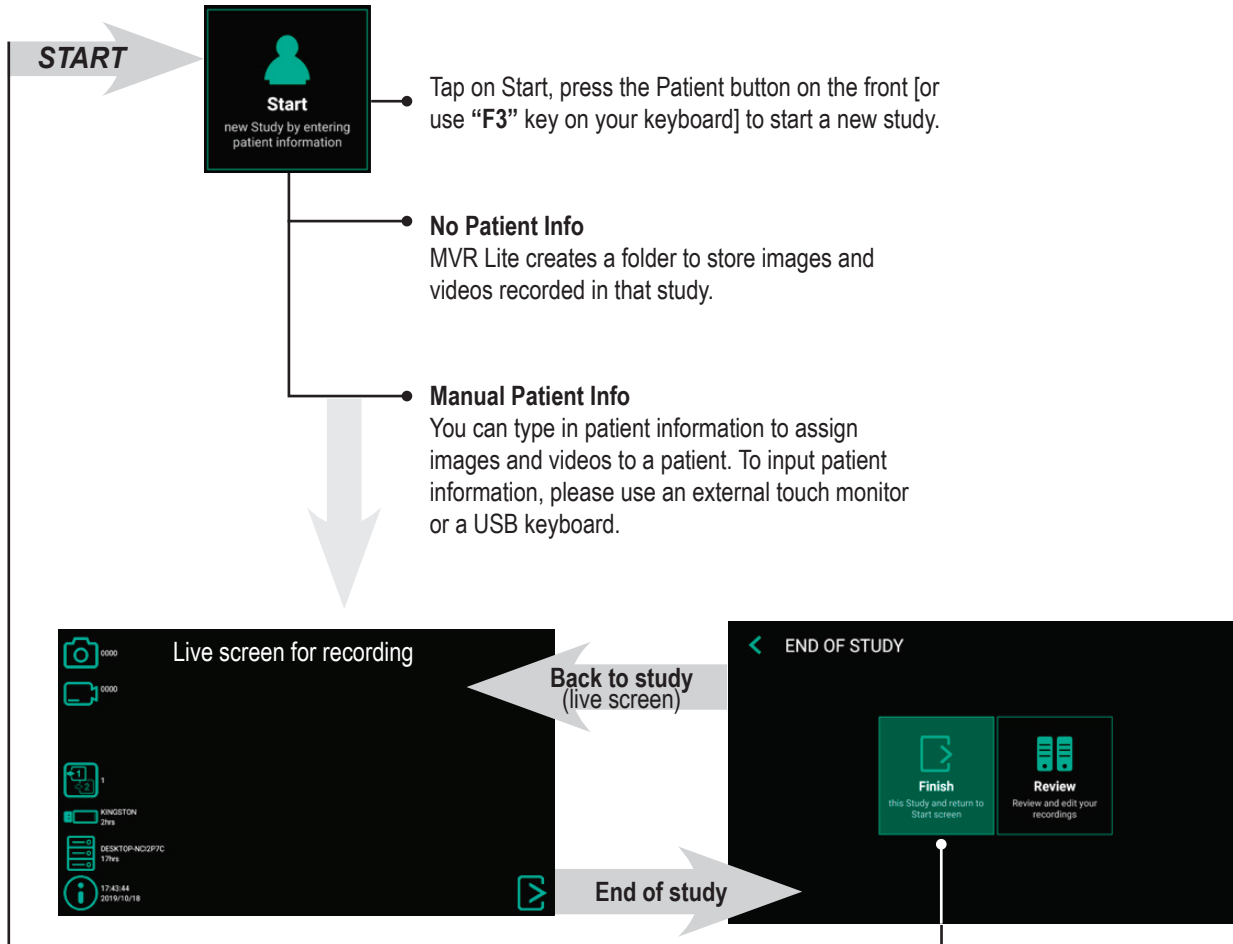 START
Start
new Study by entering
patient information
Tap on Start, press the Patient button on the front [or
use “F3” key on your keyboard] to start a new study.
No Patient Info
MVR Lite creates a folder to store images and
videos recorded in that study.
Manual Patient Info
You can type in patient information to assign
images and videos to a patient. To input patient
information, please use an external touch monitor
or a USB keyboard.
0000
Live screen for recording
0000
1
2
1
KINGSTON
2hrs
DESKTOP-NCI2P7C
17hrs
17:43:44
2019/10/18
Back to study
(live screen)
End of study
END OF STUDY
Finish
this Study and return to
Start screen
Review
Review and edit your
recordings